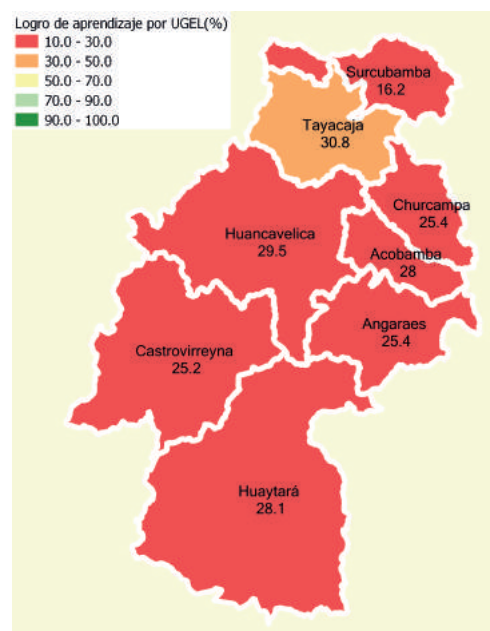 Logro de aprendizaje por UGEL(%)
10.0 - 30.0
30.0 - 50.0
50.0 - 70.0
70.0 - 90.0
90.0 - 100.0
Surcubamba
16.2
Tayacaja
30.8
Churcampa
25.4
Huancavelica
29.5
Acobamba
28
Angaraes
25.4
Castrovirreyna
25.2
Huaytará
28.1